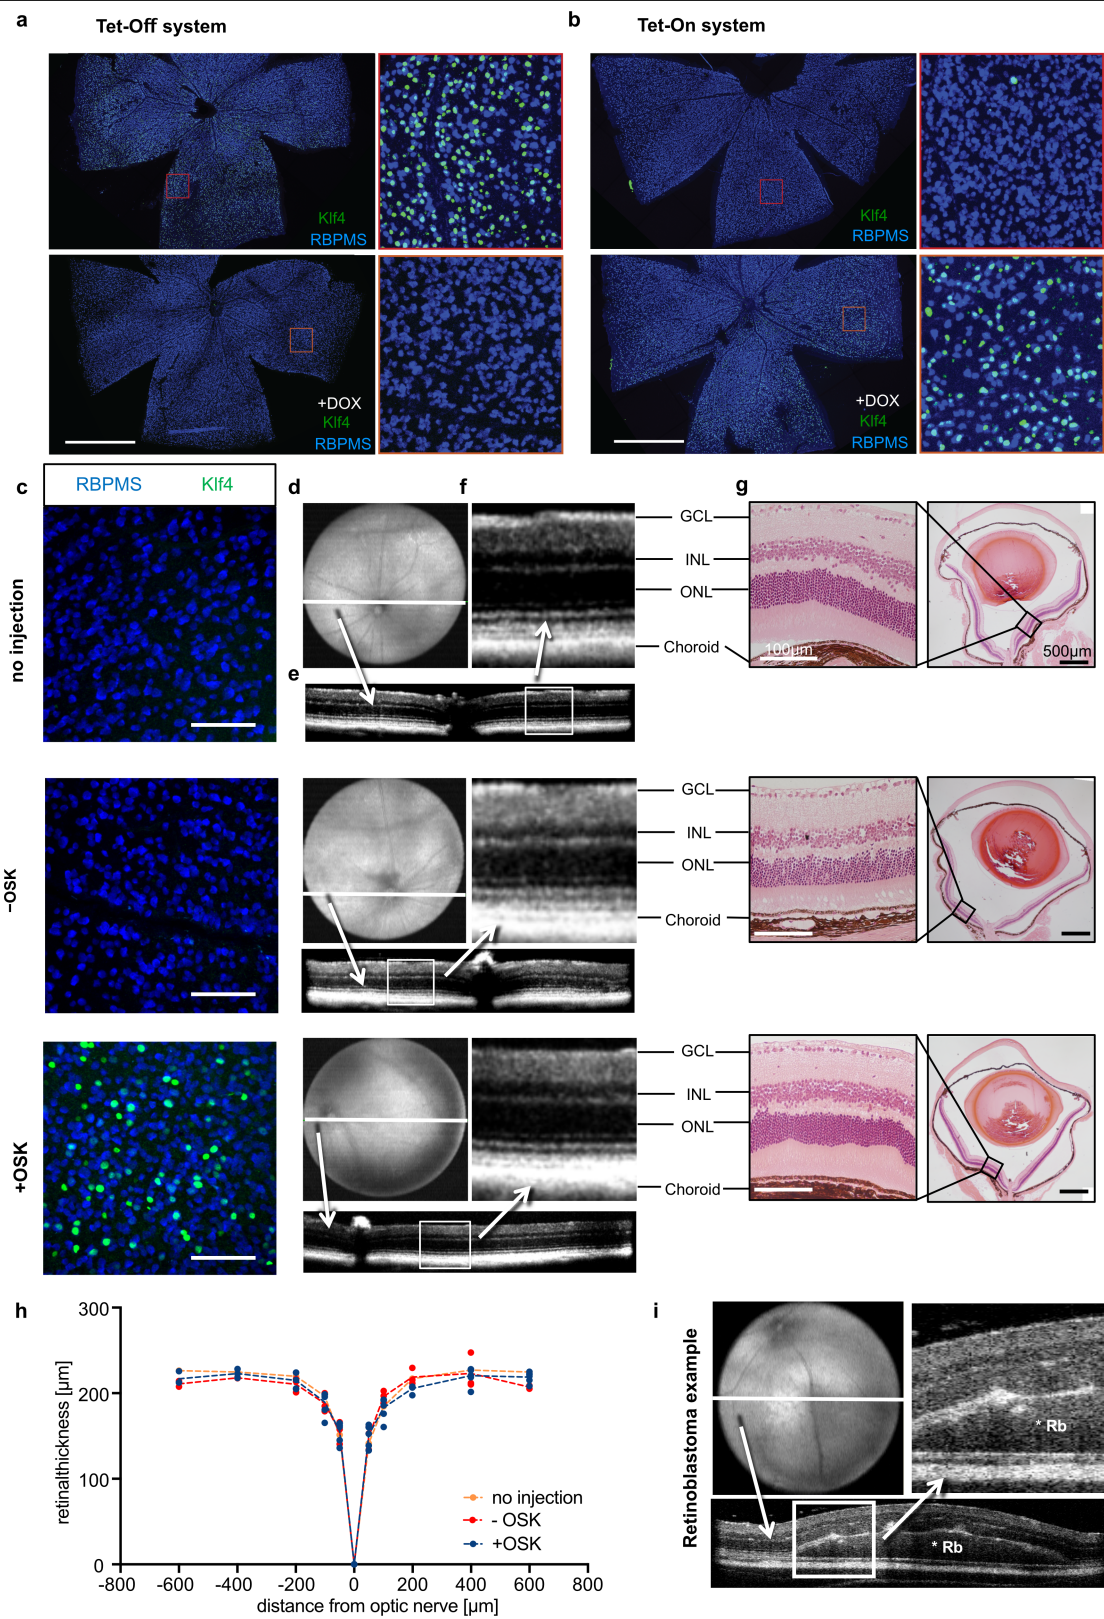 a
Tet-Off system
b
Tet-On system
Klf4
RBPMS
Klf4
RBPMS
+DOX
Klf4
RBPMS
+DOX
Klf4
RBPMS
c
RBPMS Klf4
d
f
g
no injection
GCL
INL
ONL
Choroid
100µm
500µm
e
–OSK
GCL
INL
ONL
Choroid
+OSK
GCL
INL
ONL
Choroid
h
300
200
100
0
retinalthickness [µm]
-800 -600 -400 -200 0 200 400 600 800
distance from optic nerve [µm]
no injection
- OSK
+OSK
i
Retinoblastoma example
* Rb
* Rb